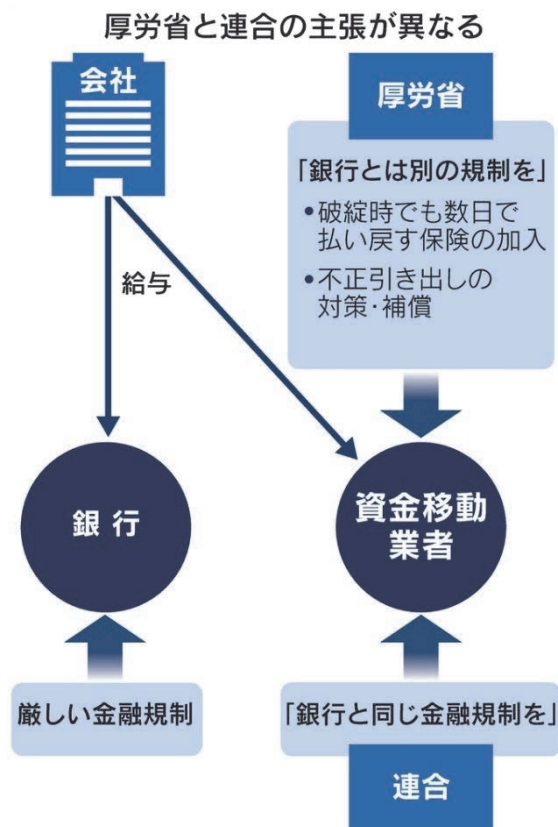 厚労省と連合の主張が異なる
会社
厚労省
「銀行とは別の規制を」
•破綻時でも数日で
払い戻す保険の加入
•不正引き出しの
対策・補償
給与
銀行
資金移動
業者
厳しい金融規制
「銀行と同じ金融規制を」
連合